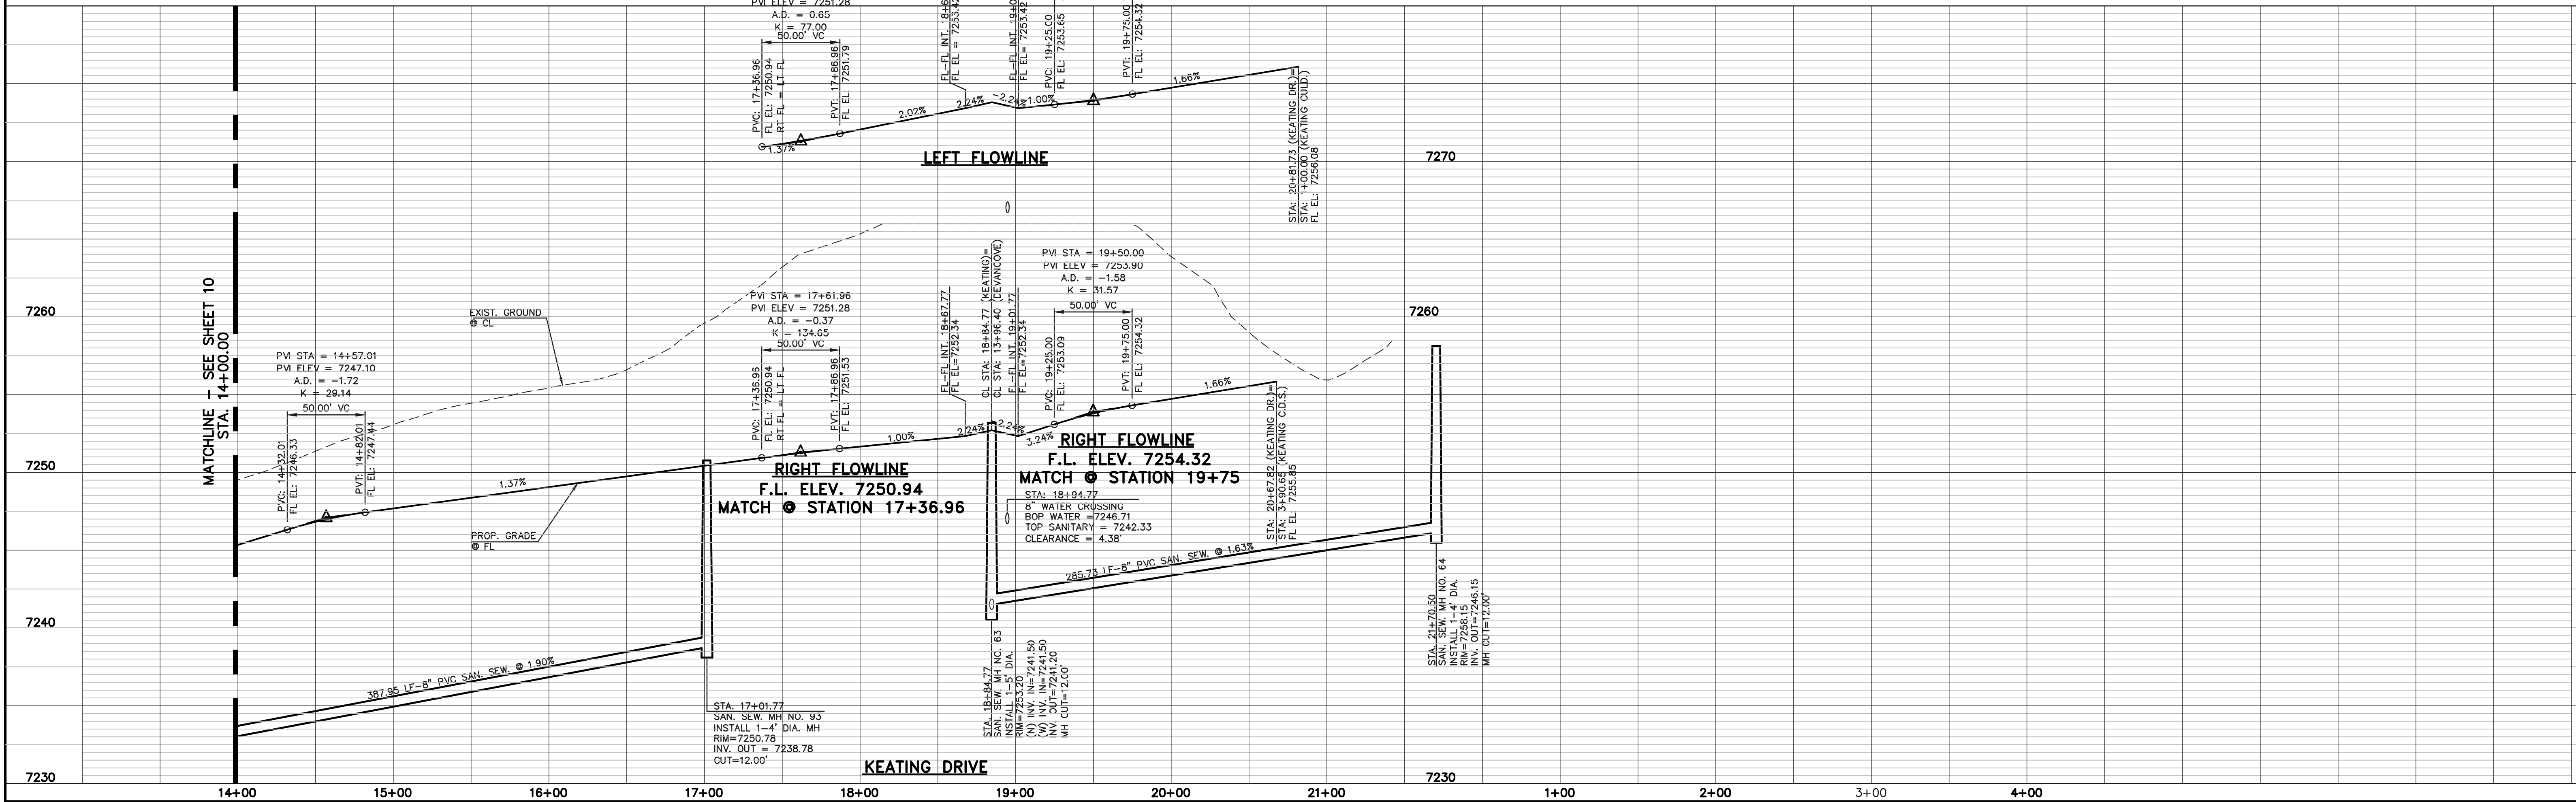 PVI ELEV = 7251.28
A.D. = 0.65
K = 77.00
50.00' VC
PVC: 17+36.96
FL EL: 7250.94
RT FL = LT FL
PVT: 17+86.96
FL EL: 7251.79
FL-FL INT. 18+6
FL EL = 7253.42
FL-FL INT. 19+0
FL EL= 7253.42
PVC: 19+25.00
FL EL: 7253.65
PVT: 19+75.00
FL EL: 7254.32
1.37%
2.02%
2.24%
-2.24%
1.00%
1.66%
STA: 20+81.73 (KEATING DR.)=
STA: 1+00.00 (KEATING CULD.)
FL EL: 7256.08
LEFT FLOWLINE
7270
MATCHLINE - SEE SHEET 10
STA. 14+00.00
7260
EXIST. GROUND
@ CL
PVI STA = 14+57.01
PVI ELEV = 7247.10
A.D. = -1.72
K = 29.14
50.00' VC
PVC: 14+32.01
FL EL: 7246.33
PVT: 14+82.01
FL EL: 7247.44
PVI STA = 17+61.96
PVI ELEV = 7251.28
A.D. = -0.37
K = 134.65
50.00' VC
PVC: 17+36.96
FL EL: 7250.94
RT FL = LT FL
PVT: 17+86.96
FL EL: 7251.53
FL-FL INT. 18+67.77
FL EL=7252.34
CL STA: 18+84.77 (KEATING)=
CL STA: 13+96.40 (DEVANCOVE)
FL-FL INT. 19+01.77
FL EL=7252.34
PVI STA = 19+50.00
PVI ELEV = 7253.90
A.D. = -1.58
K = 31.57
50.00' VC
PVC: 19+25.00
FL EL: 7253.09
PVT: 19+75.00
FL EL: 7254.32
7260
1.37%
1.00%
2.24%
-2.24%
3.24%
1.66%
7250
RIGHT FLOWLINE
F.L. ELEV. 7250.94
MATCH @ STATION 17+36.96
RIGHT FLOWLINE
F.L. ELEV. 7254.32
MATCH @ STATION 19+75
STA: 18+94.77
8" WATER CROSSING
BOP WATER =7246.71
TOP SANITARY = 7242.33
CLEARANCE = 4.38'
STA: 20+67.82 (KEATING DR.)=
STA: 3+90.65 (KEATING C.D.S.)
FL EL: 7255.85
PROP. GRADE
@ FL
285.73 LF-8" PVC SAN. SEW. @ 1.63%
387.95 LF-8" PVC SAN. SEW. @ 1.90%
7240
STA. 17+01.77
SAN. SEW. MH NO. 93
INSTALL 1-4' DIA. MH
RIM=7250.78
INV. OUT = 7238.78
CUT=12.00'
STA. 18+84.77
SAN. SEW. MH NO. 63
INSTALL 1-5' DIA.
RIM=7253.20
(N) INV. IN=7241.50
(W) INV. IN=7241.50
INV. OUT=7241.20
MH CUT=12.00'
STA. 21+70.50
SAN. SEW. MH NO. 64
INSTALL 1-4' DIA.
RIM=7258.15
INV. OUT=7246.15
MH CUT=12.00'
KEATING DRIVE
7230
7230
14+00
15+00
16+00
17+00
18+00
19+00
20+00
21+00
1+00
2+00
3+00
4+00